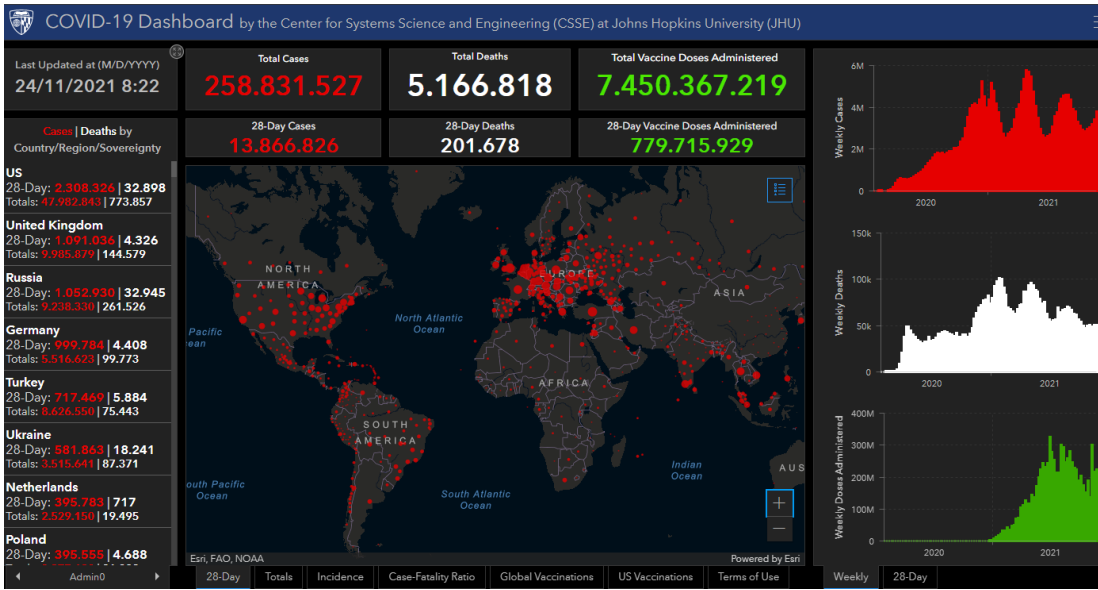 COVID-19 Dashboard by the Center for Systems Science and Engineering (CSSE) at Johns Hopkins University (JHU)
Last Updated at (M/D/YYYY)
24/11/2021 8:22
Total Cases
258.831.527
Total Deaths
5.166.818
Total Vaccine Doses Administered
7.450.367.219
28-Day Cases
13.866.826
28-Day Deaths
201.678
28-Day Vaccine Doses Administered
779.715.929
Cases | Deaths by
Country/Region/Sovereignty
US
28-Day: 2.308.326 | 32.898
Totals: 47.982.843 | 773.857
United Kingdom
28-Day: 1.091.036 | 4.326
Totals: 9.985.879 | 144.579
Russia
28-Day: 1.052.930 | 32.945
Totals: 9.238.330 | 261.526
Germany
28-Day: 999.784 | 4.408
Totals: 5.516.623 | 99.773
Turkey
28-Day: 717.469 | 5.884
Totals: 8.626.550 | 75.443
Ukraine
28-Day: 581.863 | 18.241
Totals: 3.515.641 | 87.371
Netherlands
28-Day: 395.783 | 717
Totals: 2.529.150 | 19.495
Poland
28-Day: 395.555 | 4.688
Admin0
NORTH
AMERICA
EUROPE
ASIA
North Atlantic
Ocean
Pacific
AFRICA
SOUTH
AMERICA
Indian
Ocean
AUS
Pacific
Ocean
South Atlantic
Ocean
Esri, FAO, NOAA
Powered by Esri
28-Day
Totals
Incidence
Case-Fatality Ratio
Global Vaccinations
US Vaccinations
Terms of Use
Weekly Cases
6M
4M
2M
0
2020
2021
Weekly Deaths
150k
100k
50k
0
2020
2021
Weekly Doses Administered
400M
300M
200M
100M
0
2020
2021
Weekly
28-Day